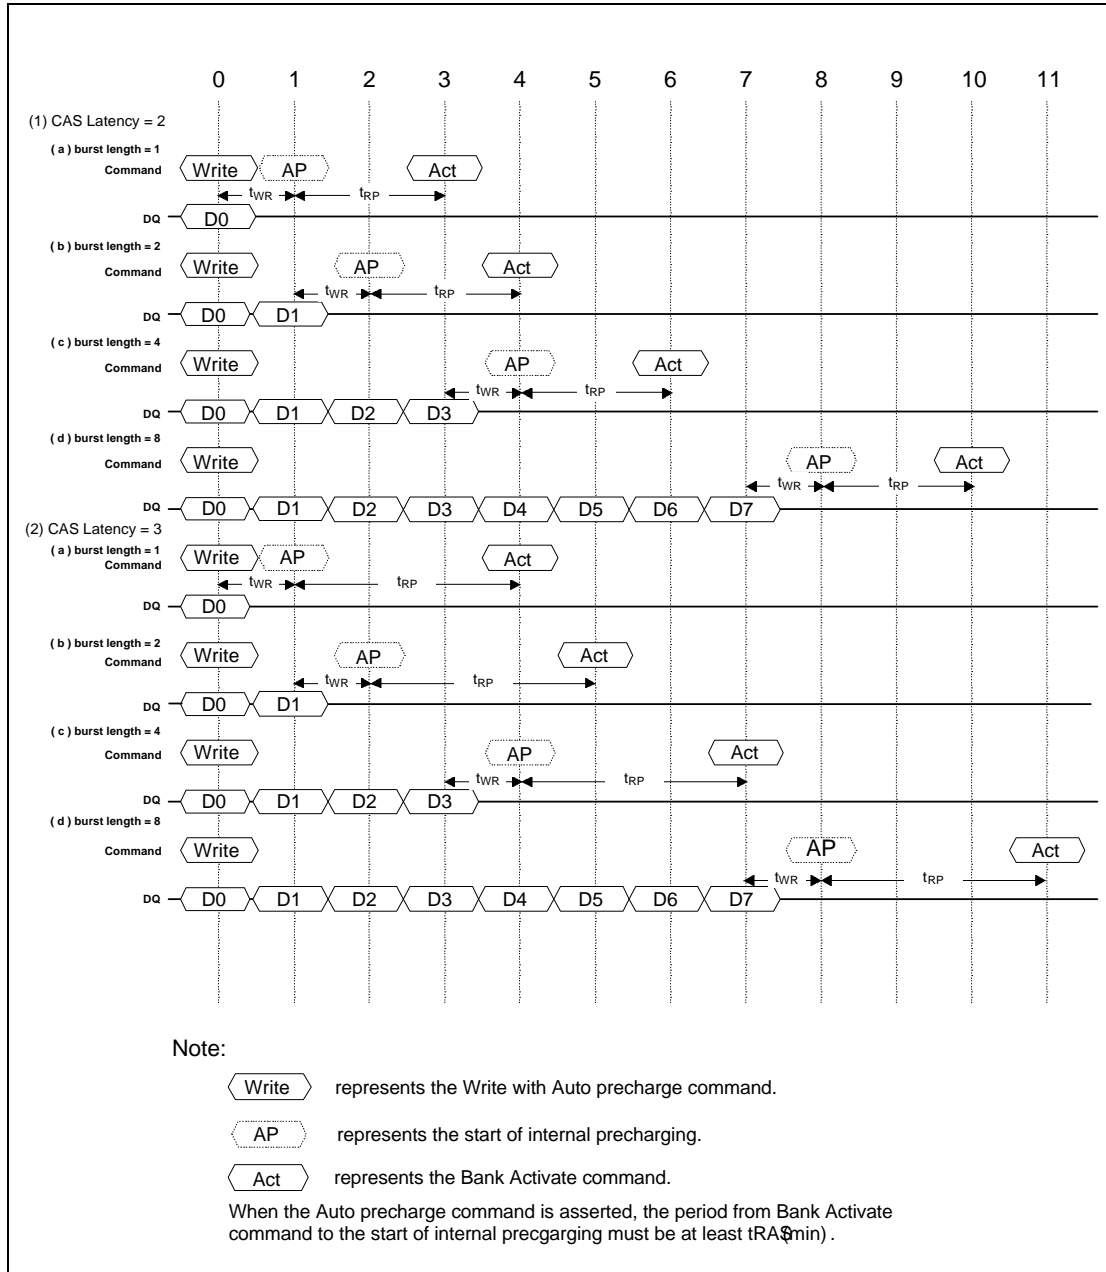 0 1 2 3 4 5 6 7 8 9 10 11
(1) CAS Latency = 2
( a ) burst length = 1
Command Write AP Act
tWR tRP
DQ D0
( b ) burst length = 2
Command Write AP Act
tWR tRP
DQ D0 D1
( c ) burst length = 4
Command Write AP Act
tWR tRP
DQ D0 D1 D2 D3
( d ) burst length = 8
Command Write AP Act
tWR tRP
DQ D0 D1 D2 D3 D4 D5 D6 D7
(2) CAS Latency = 3
( a ) burst length = 1
Command Write AP Act
tWR tRP
DQ D0
( b ) burst length = 2
Command Write AP Act
tWR tRP
DQ D0 D1
( c ) burst length = 4
Command Write AP Act
tWR tRP
DQ D0 D1 D2 D3
( d ) burst length = 8
Command Write AP Act
tWR tRP
DQ D0 D1 D2 D3 D4 D5 D6 D7
Note:
Write represents the Write with Auto precharge command.
AP represents the start of internal precharging.
Act represents the Bank Activate command.
When the Auto precharge command is asserted, the period from Bank Activate
command to the start of internal precgarging must be at least tRAS(min) .